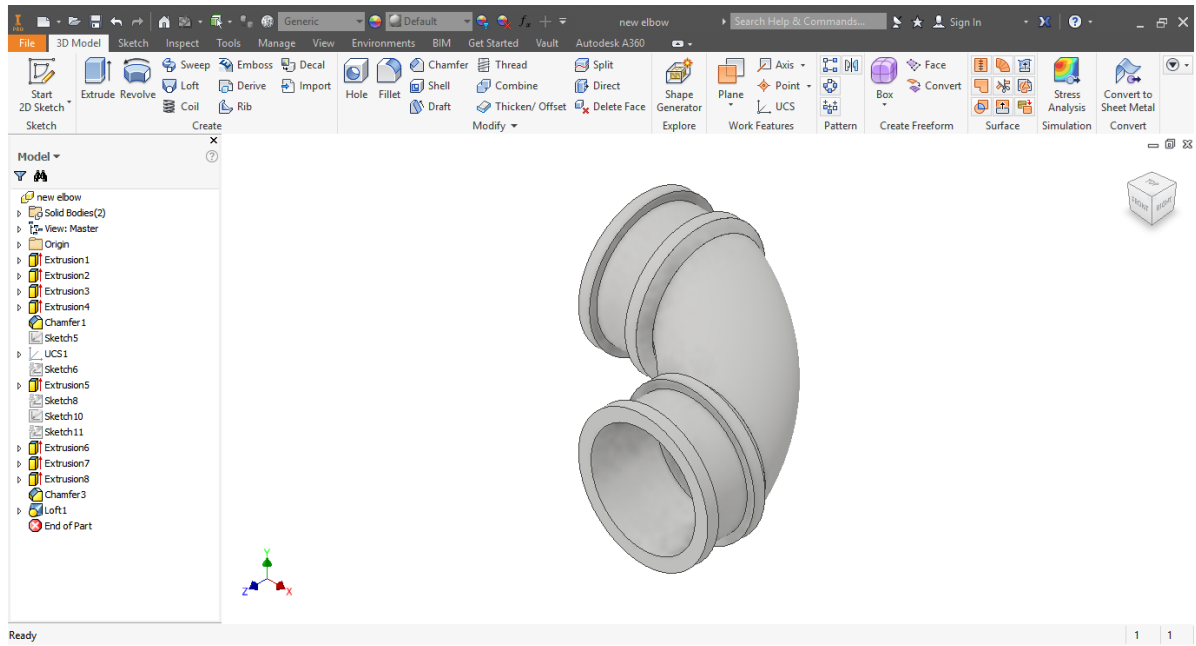 PRO Generic Default fx new elbow Search Help & Commands... Sign In
File 3D Model Sketch Inspect Tools Manage View Environments BIM Get Started Vault Autodesk A360
Start 2D Sketch Extrude Revolve Sweep Emboss Decal Hole Fillet Chamfer Thread Split Shape Generator Plane Axis Box Face Stress Analysis Convert to Sheet Metal
Loft Derive Import Shell Combine Direct Point Convert
Coil Rib Draft Thicken/ Offset Delete Face UCS
Sketch Create Modify Explore Work Features Pattern Create Freeform Surface Simulation Convert
Model
new elbow
Solid Bodies(2)
View: Master
Origin
Extrusion1
Extrusion2
Extrusion3
Extrusion4
Chamfer1
Sketch5
UCS1
Sketch6
Extrusion5
Sketch8
Sketch10
Sketch11
Extrusion6
Extrusion7
Extrusion8
Chamfer3
Loft1
End of Part
TOP
FRONT RIGHT
Y
Z X
Ready 1 1